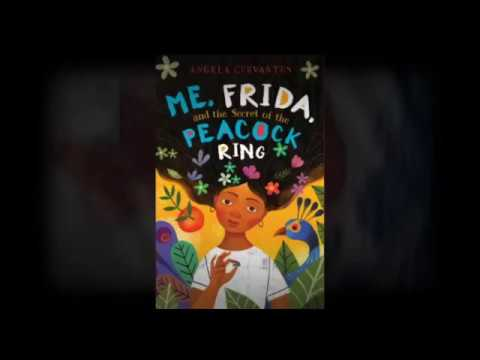 ANGELA CERVANTES
ME, FRIDA,
and the Secret of the
PEACOCK
RING